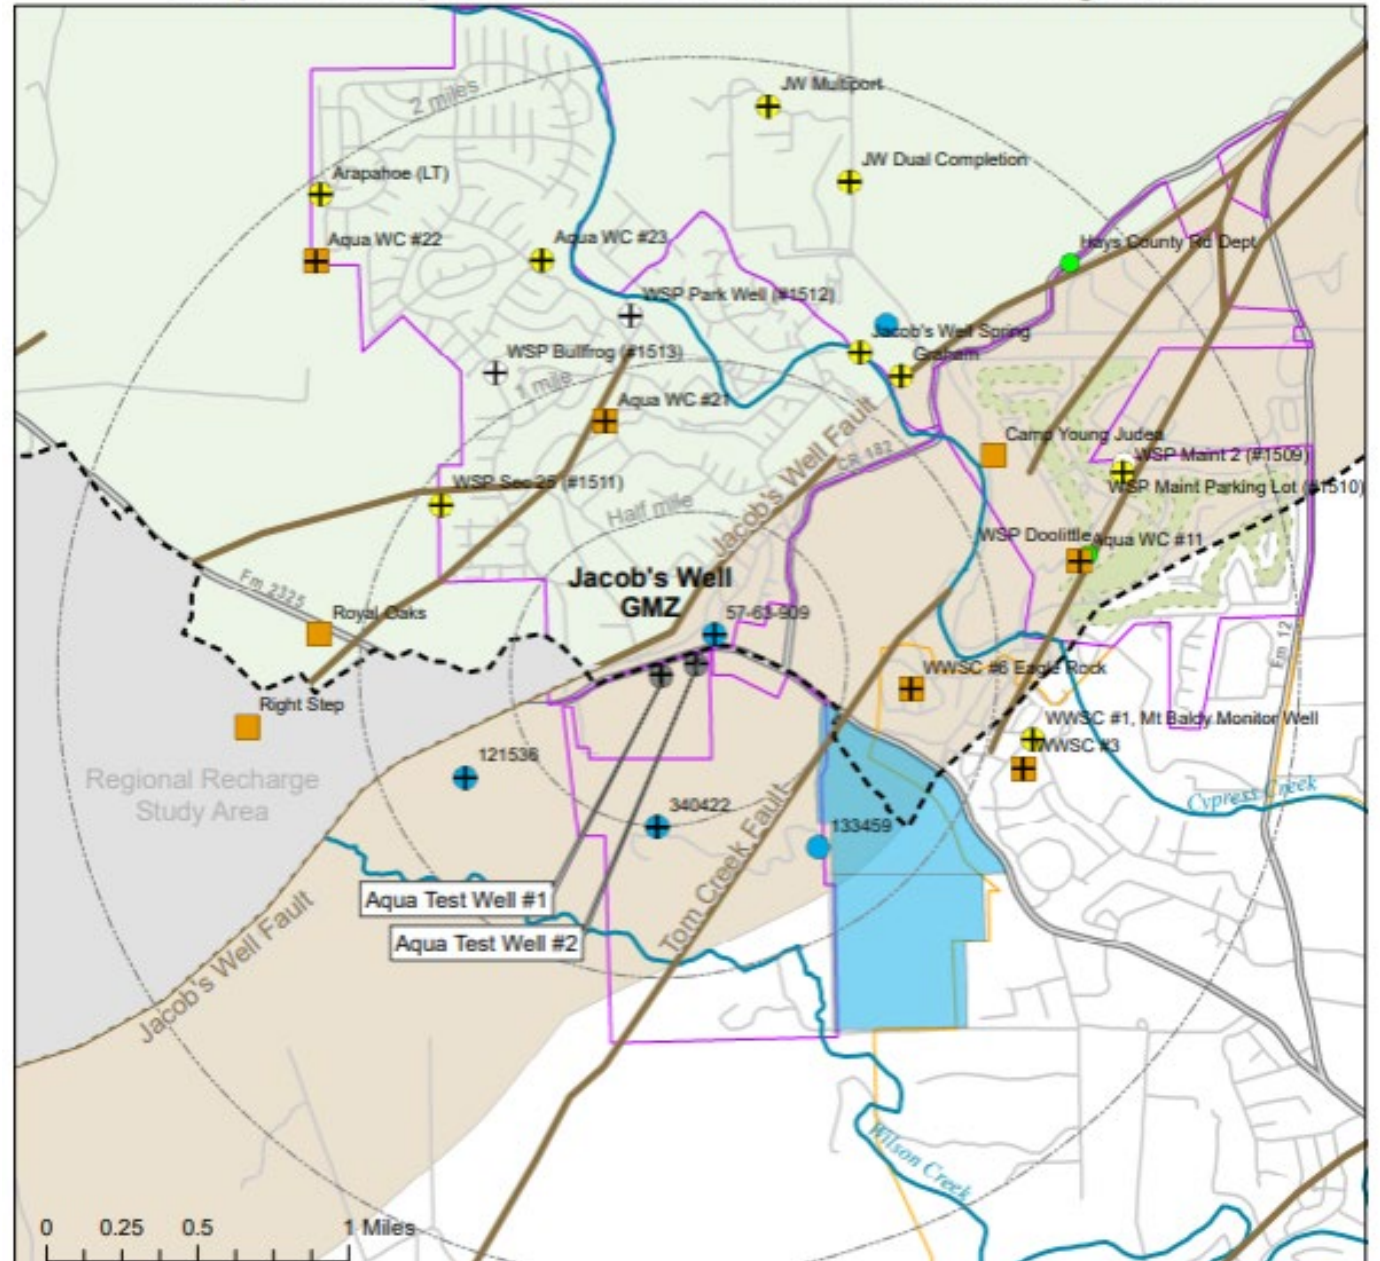 JW Multiport
2 miles
JW Dual Completion
Arapahoe (LT)
Aqua WC #22
Aqua WC #23
Hays County Rd Dept
WSP Park Well (#1512)
Jacob's Well Spring
Graham
WSP Bullfrog (#1513)
1 mile
Aqua WC #21
Jacob's Well Fault
CR 182
Camp Young Judea
WSP Maint 2 (#1509)
WSP Maint Parking Lot (#1510)
WSP Sec 25 (#1511)
Half mile
WSP Doolittle
Aqua WC #11
Jacob's Well
GMZ
Fm 2325
Royal Oaks
57-63-909
Fm 12
WWSC #6 Eagle Rock
Right Step
WWSC #1, Mt Baldy Monitor Well
WWSC #3
121536
Regional Recharge
Study Area
Cypress Creek
340422
133459
Tom Creek Fault
Aqua Test Well #1
Aqua Test Well #2
Jacob's Well Fault
Wilson Creek
0 0.25 0.5 1 Miles